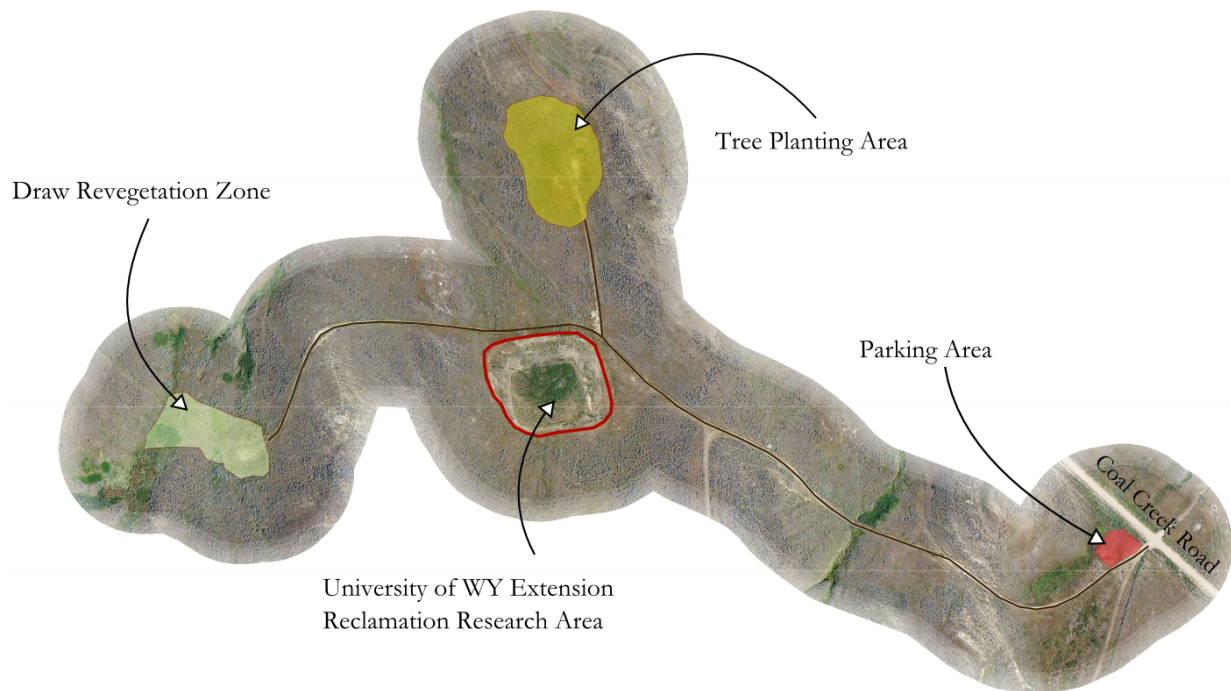 Tree Planting Area
Draw Revegetation Zone
Parking Area
Coal Creek Road
University of WY Extension
Reclamation Research Area